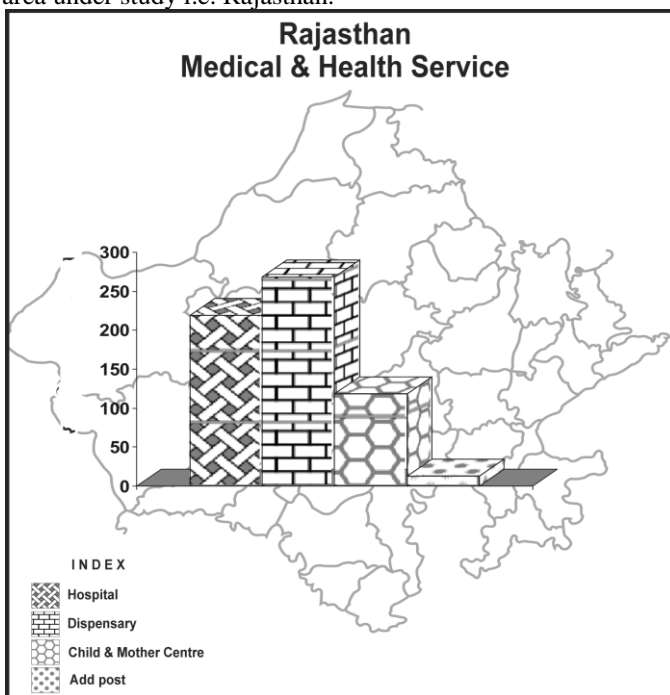 area under study i.e. Rajasthan.
Rajasthan
Medical & Health Service
300
250
200
150
100
50
0
INDEX
Hospital
Dispensary
Child & Mother Centre
Add post